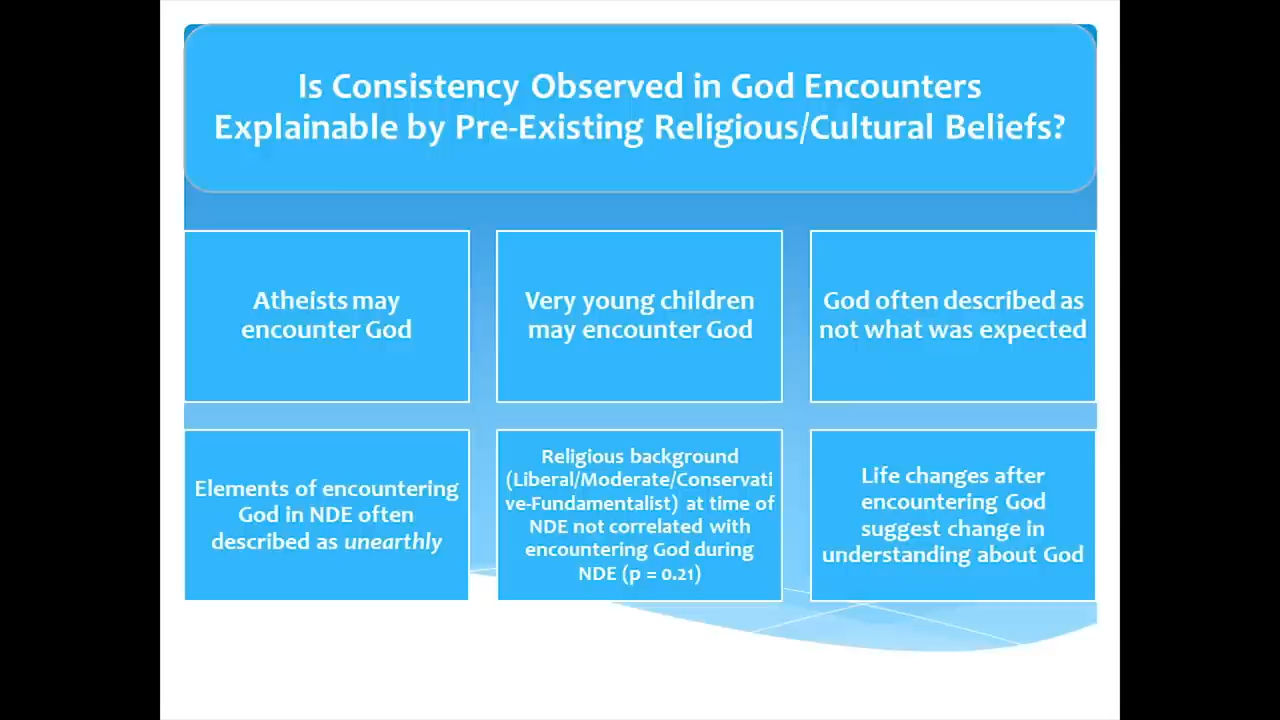 Is Consistency Observed in God Encounters
Explainable by Pre-Existing Religious/Cultural Beliefs?
Atheists may
encounter God
Very young children
may encounter God
God often described as
not what was expected
Elements of encountering
God in NDE often
described as unearthly
Religious background
(Liberal/Moderate/Conservati
ve-Fundamentalist) at time of
NDE not correlated with
encountering God during
NDE (p = 0.21)
Life changes after
encountering God
suggest change in
understanding about God